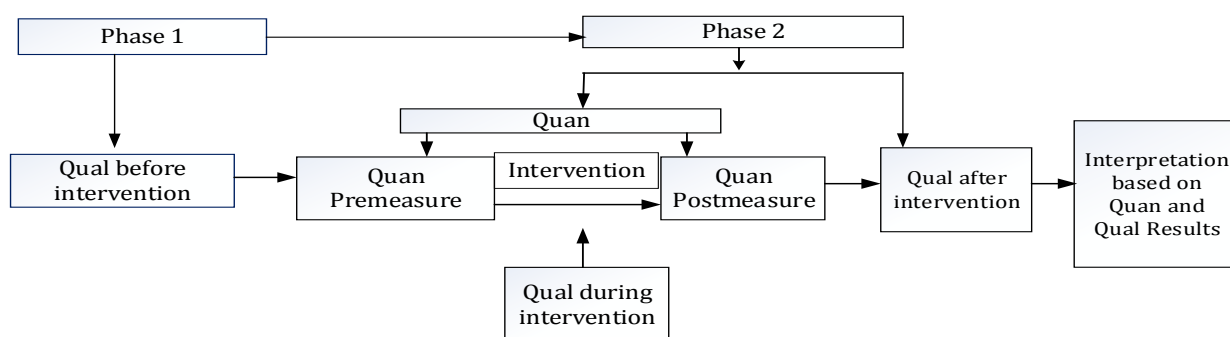 Phase 1
Phase 2
Quan
Qual before
intervention
Quan
Premeasure
Intervention
Quan
Postmeasure
Qual after
intervention
Interpretation
based on
Quan and
Qual Results
Qual during
intervention